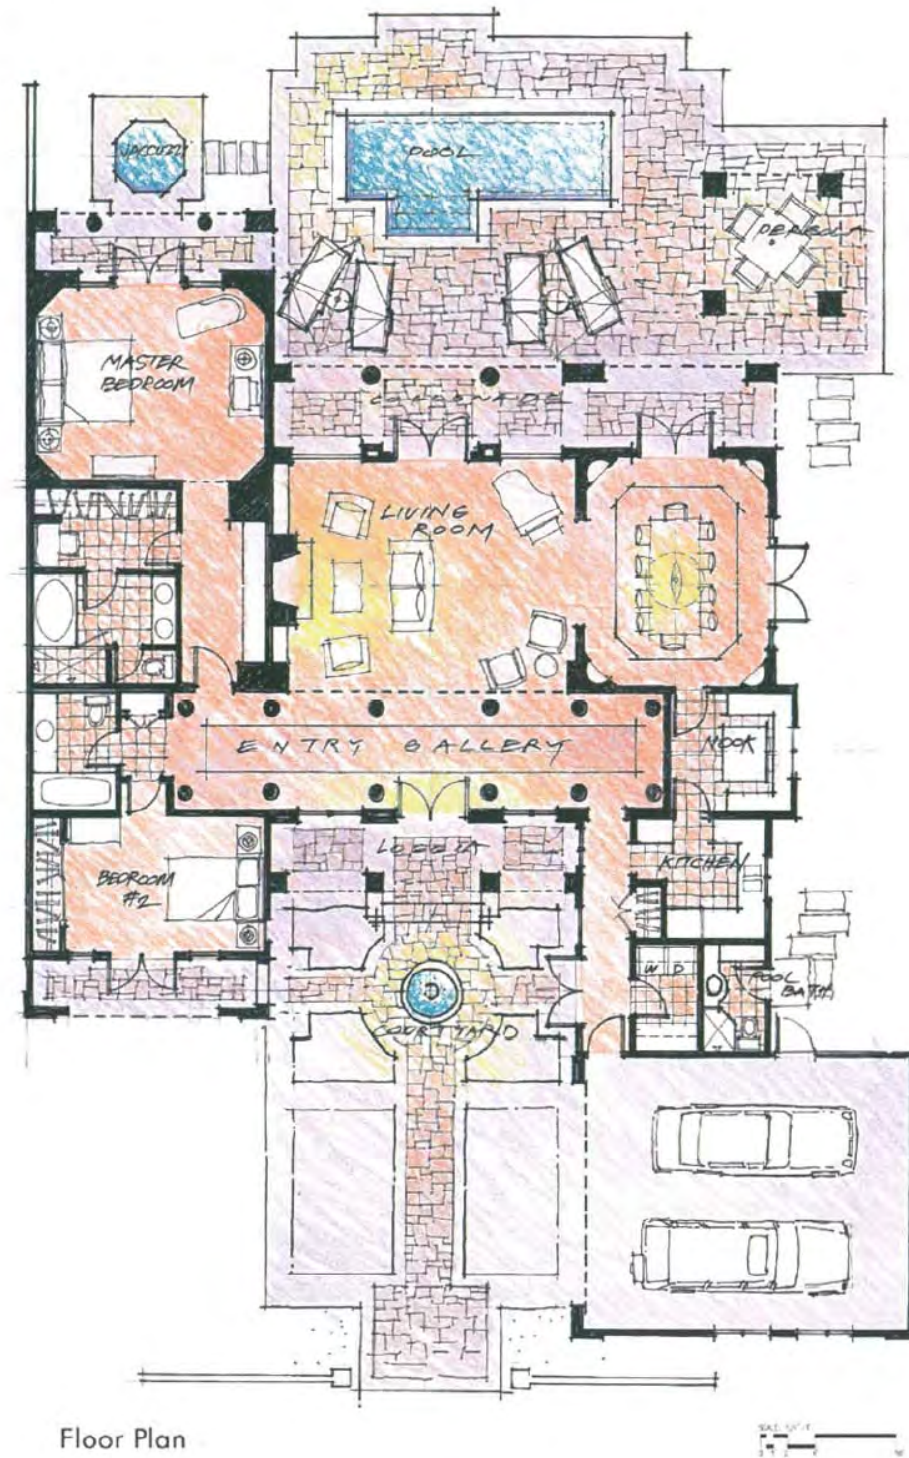 JACCUZZI
POOL
PERGOLA
MASTER
BEDROOM
COLONNADE
LIVING
ROOM
ENTRY GALLERY
NOOK
LOGGIA
KITCHEN
BEDROOM
#2
W D
POOL
BATH
COURTYARD
Floor Plan